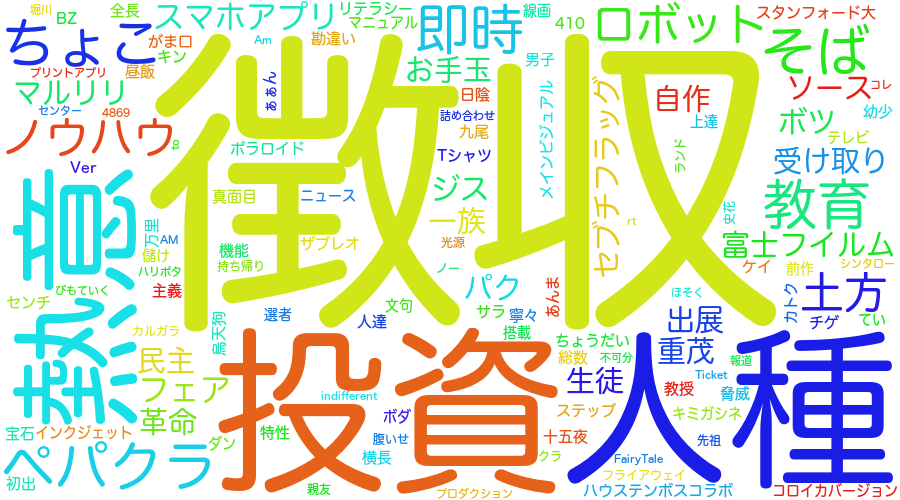 堀川
全長
スマホアプリ
リテラシー
マニュアル
即時
線画
410
ロボット
スタンフォード大
ちょこ
がま口
キン
Am
勘違い
男子
そば
プリントアプリ
昼飯
ぁぁん
お手玉
マルリリ
センター
4869
日陰
詰め合わせ
メインビジュアル
セブチフラッグ
自作
ソース
コレ
幼少
ノウハウ
ポラロイド
九尾
上達
ボツ
テレビ
Ver
Tシャツ
ランド
受け取り
徴収
熱意
真面目
ニュース
ジス
一族
rt
安花
教育
万里
AM
儲け
ザプレオ
機能
持ち帰り
光源
富士フイルム
ハリポタ
ノー
ケイ
前作
シンタロー
びもていく
主義
センチ
パク
あんま
ほそく
カトク
土方
選者
文句
サラ
寧々
出展
チゲ
てい
カルガラ
烏天狗
人達
搭載
ちょうだい
重茂
民主
投資
総数
不可分
人種
報道
フェア
生徒
教授
Ticket
脅威
革命
indifferent
ボダ
ステップ
キミガシネ
宝石
インクジェット
ダン
特性
腹いせ
十五夜
先祖
ペパクラ
横長
クラ
FairyTale
フライアウェイ
初出
親友
プロダクション
ハウステンボスコラボ
コロイカバージョン